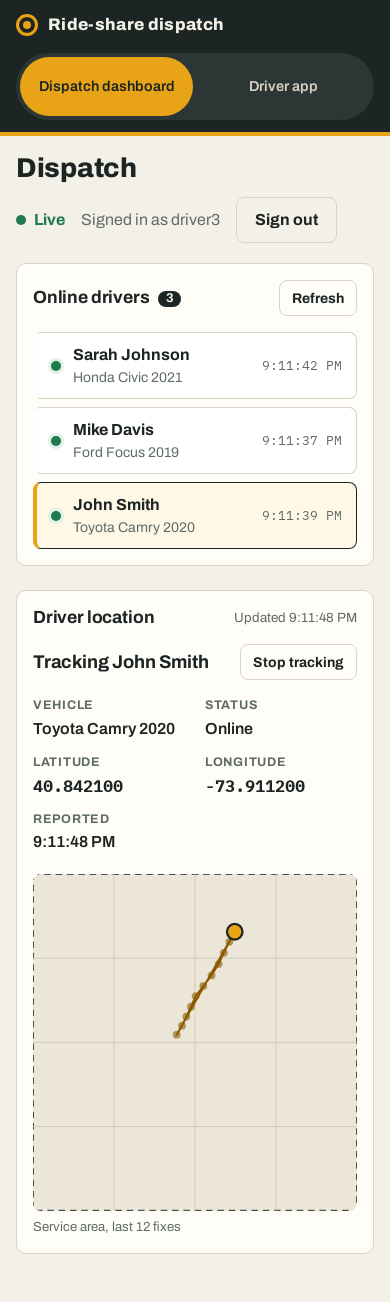 Ride-share dispatch
Dispatch dashboard
Driver app
Dispatch
Live
Signed in as driver3
Sign out
Online drivers 3
Refresh
Sarah Johnson
Honda Civic 2021
9:11:42 PM
Mike Davis
Ford Focus 2019
9:11:37 PM
John Smith
Toyota Camry 2020
9:11:39 PM
Driver location
Updated 9:11:48 PM
Tracking John Smith
Stop tracking
VEHICLE
Toyota Camry 2020
STATUS
Online
LATITUDE
40.842100
LONGITUDE
-73.911200
REPORTED
9:11:48 PM
Service area, last 12 fixes